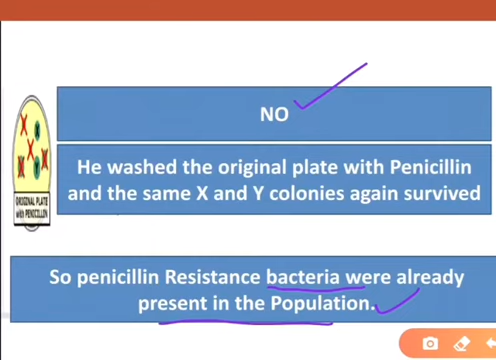 NO
He washed the original plate with Penicillin
and the same X and Y colonies again survived
X
X
X
X
X
Y
ORIGINAL PLATE
with PENICILLIN
So penicillin Resistance bacteria were already
present in the Population.